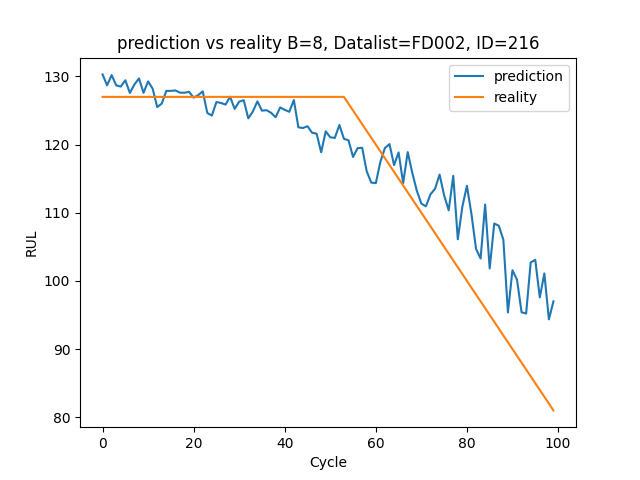 prediction vs reality B=8, Datalist=FD002, ID=216
prediction
reality
130
120
110
100
90
80
RUL
0 20 40 60 80 100
Cycle